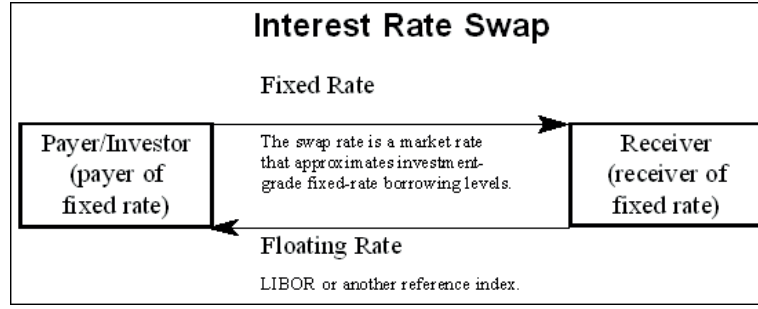 Interest Rate Swap
Fixed Rate
Payer/Investor
(payer of
fixed rate)
The swap rate is a market rate
that approximates investment-
grade fixed-rate borrowing levels.
Receiver
(receiver of
fixed rate)
Floating Rate
LIBOR or another reference index.